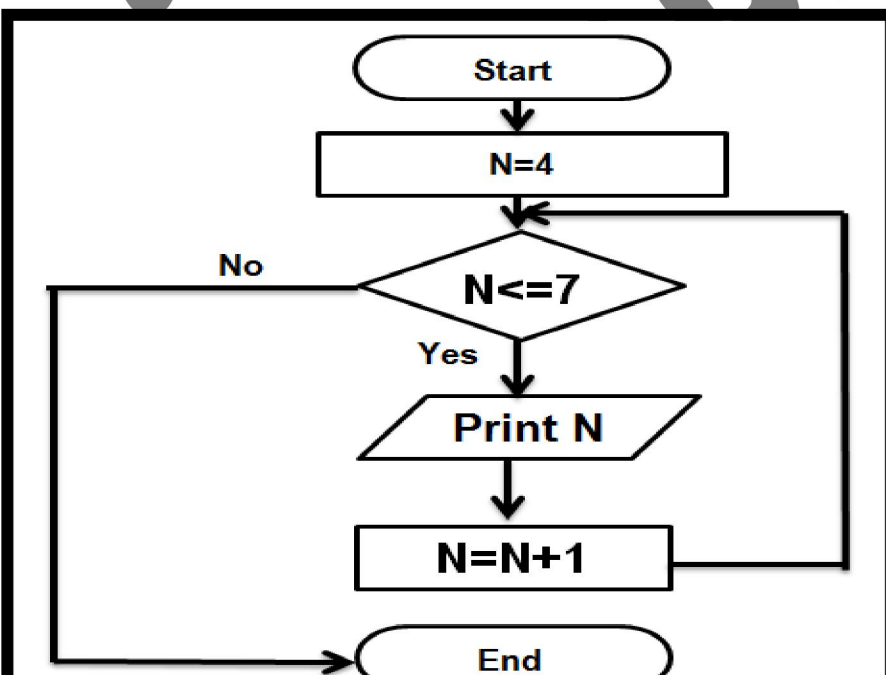 Start
N=4
No
N<=7
Yes
Print N
N=N+1
End